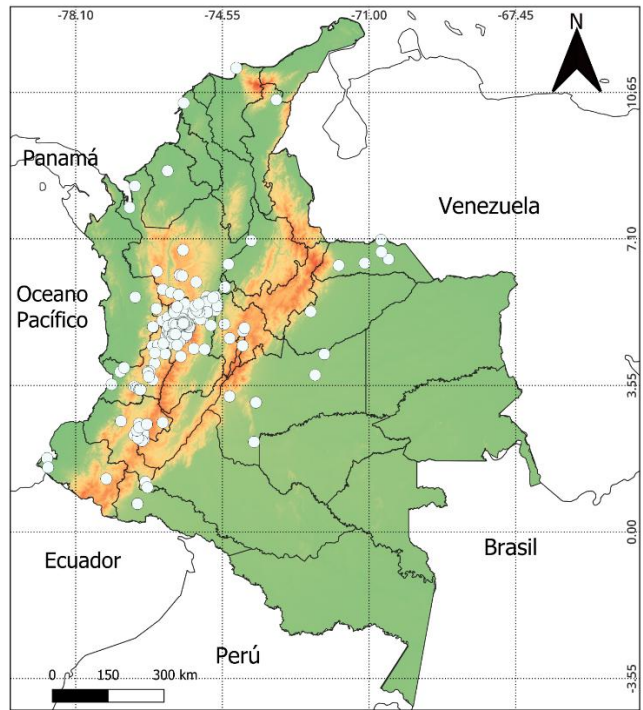 -78.10
-74.55
-71.00
-67.45
N
10.65
Panamá
Venezuela
7.10
Oceano
Pacífico
3.55
0.00
Ecuador
Brasil
Perú
-3.55
0 150 300 km